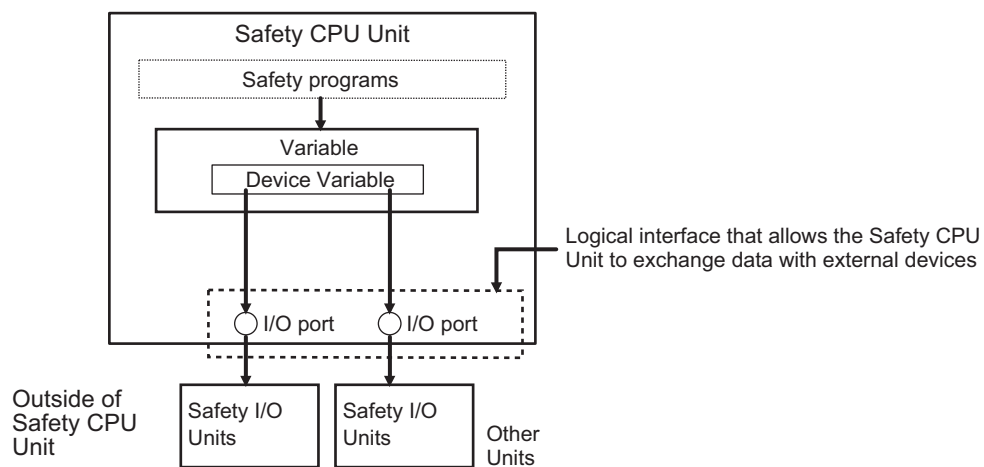 Safety CPU Unit
Safety programs
Variable
Device Variable
Logical interface that allows the Safety CPU
Unit to exchange data with external devices
I/O port
I/O port
Outside of
Safety CPU
Unit
Safety I/O
Units
Safety I/O
Units
Other
Units